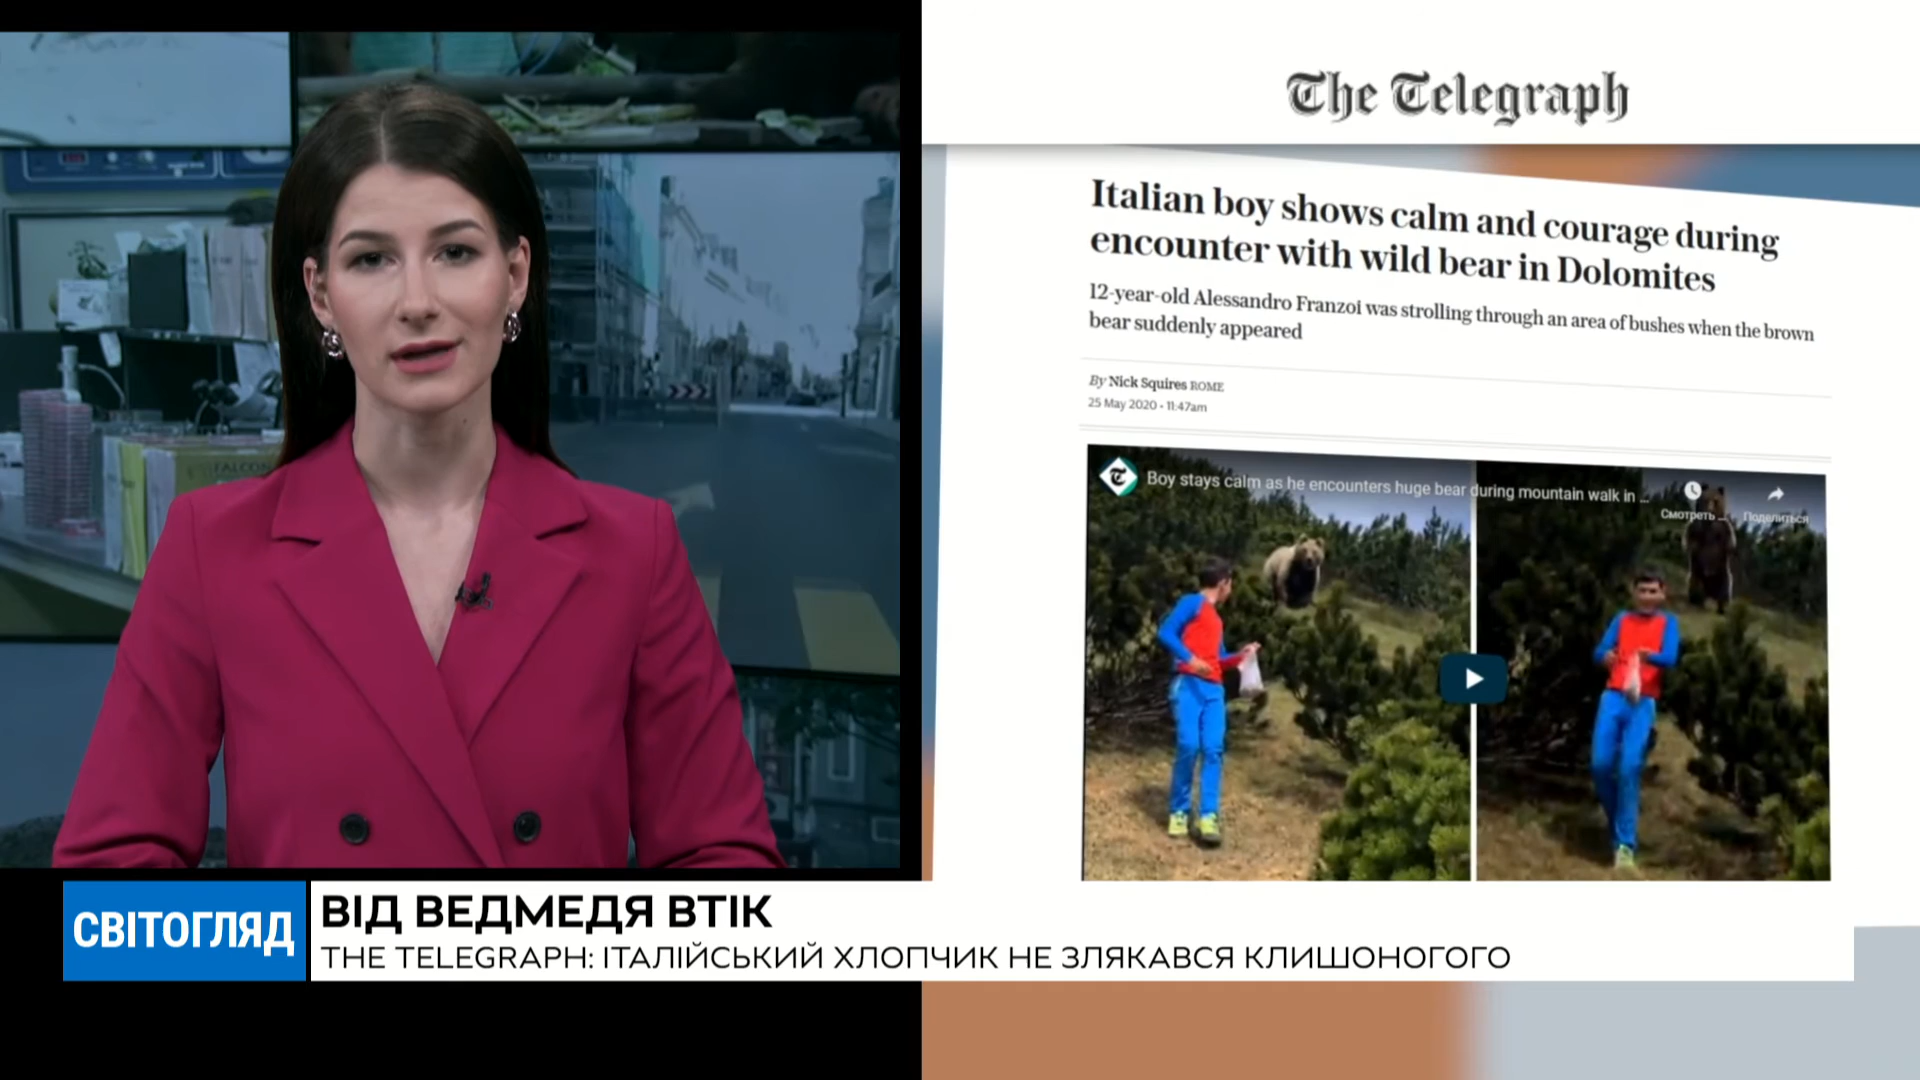 The Telegraph
Italian boy shows calm and courage during
encounter with wild bear in Dolomites
12-year-old Alessandro Franzoi was strolling through an area of bushes when the brown
bear suddenly appeared
By Nick Squires ROME
25 May 2020 • 11:47am
Boy stays calm as he encounters huge bear during mountain walk in ...
Смотреть ...
Поделиться
FALCON
СВІТОГЛЯД
ВІД ВЕДМЕДЯ ВТІК
THE TELEGRAPH: ІТАЛІЙСЬКИЙ ХЛОПЧИК НЕ ЗЛЯКАВСЯ КЛИШОНОГОГО